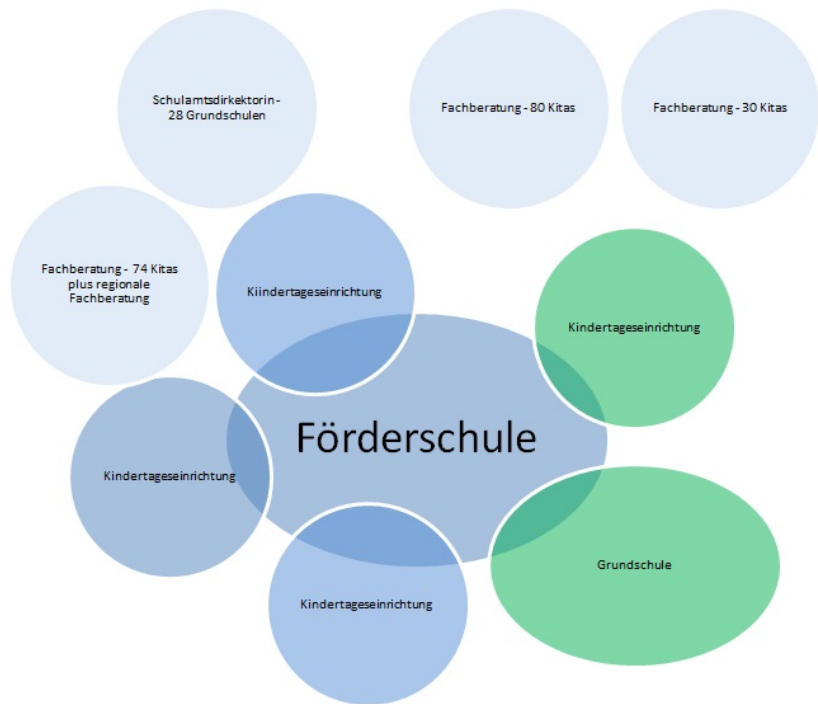 Schulamtsdirkektorin -
28 Grundschulen
Fachberatung - 80 Kitas
Fachberatung - 30 Kitas
Fachberatung - 74 Kitas
plus regionale
Fachberatung
Kiindertageseinrichtung
Kindertageseinrichtung
Förderschule
Kindertageseinrichtung
Grundschule
Kindertageseinrichtung